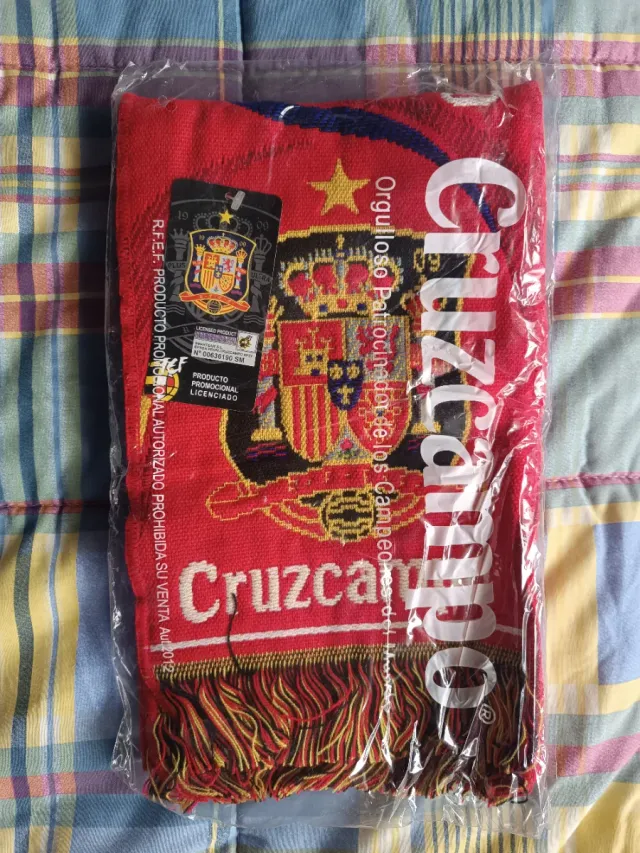 Cruzcampo®
Orgulloso Patrocinador de los Campeones del
R.F.E.F. PRODUCTO PROMOCIONAL AUTORIZADO PROHIBIDA SU VENTA
1909
LICENSED PRODUCT
Nº 00636190 SM
PRODUCTO
PROMOCIONAL
LICENCIADO
Cruzcam